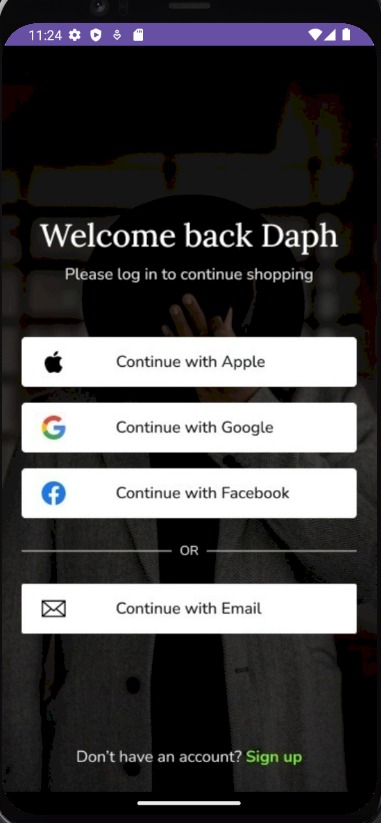 11:24
Welcome back Daph
Please log in to continue shopping
Continue with Apple
Continue with Google
Continue with Facebook
OR
Continue with Email
Don't have an account? Sign up